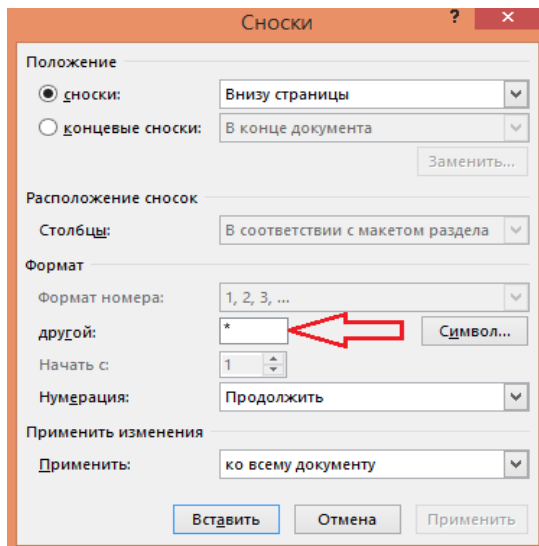 Сноски ?
Положение
сноски: Внизу страницы
концевые сноски: В конце документа
Заменить...
Расположение сносок
Столбцы: В соответствии с макетом раздела
Формат
Формат номера: 1, 2, 3, ...
другой: * Символ...
Начать с: 1
Нумерация: Продолжить
Применить изменения
Применить: ко всему документу
Вставить Отмена Применить